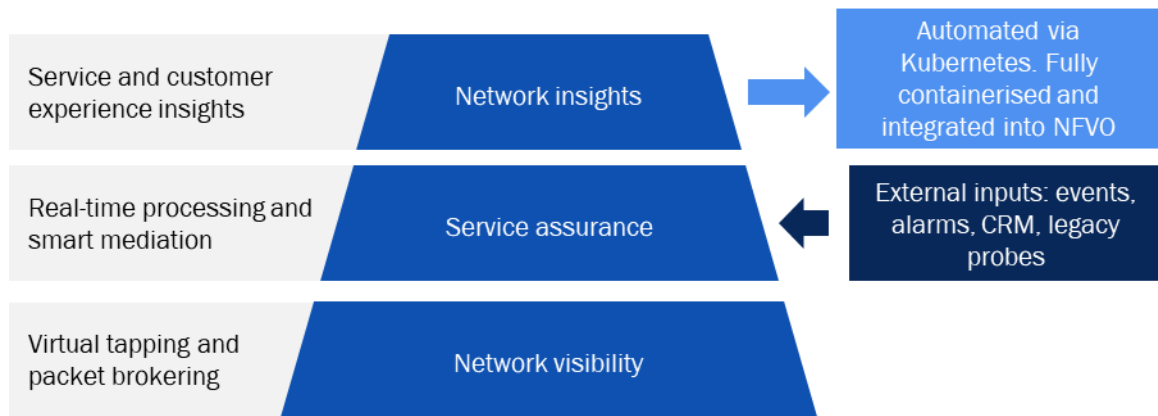 Service and customer
experience insights
Network insights
Automated via
Kubernetes. Fully
containerised and
integrated into NFVO
Real-time processing and
smart mediation
Service assurance
External inputs: events,
alarms, CRM, legacy
probes
Virtual tapping and
packet brokering
Network visibility